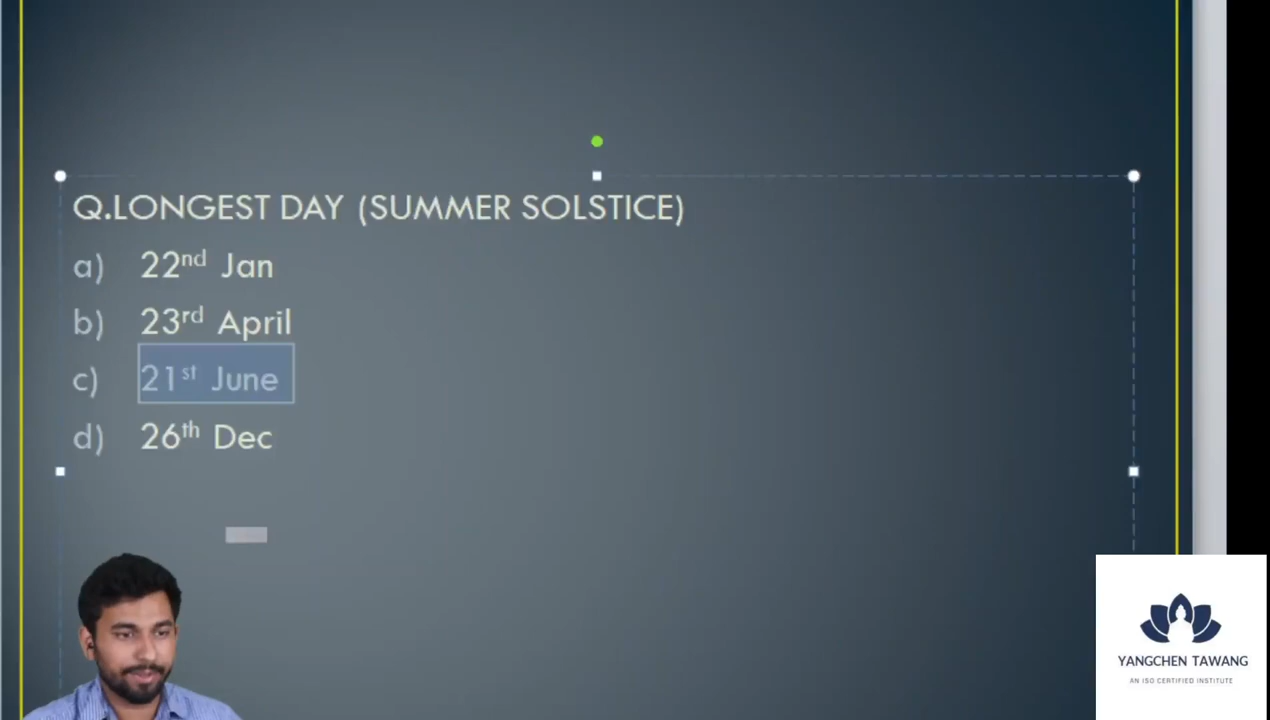 Q.LONGEST DAY (SUMMER SOLSTICE)
a) 22nd Jan
b) 23rd April
c) 21st June
d) 26th Dec
YANGCHEN TAWANG
AN ISO CERTIFIED INSTITUTE